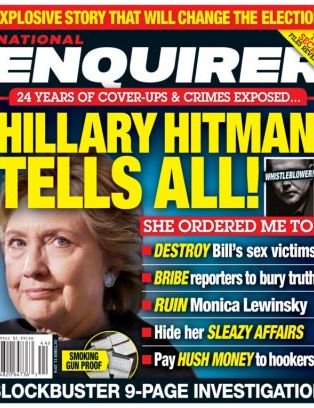 EXPLOSIVE STORY THAT WILL CHANGE THE ELECTIO
NATIONAL
ENQUIRER
24 YEARS OF COVER-UPS & CRIMES EXPOSED...
HILLARY HITMAN
TELLS ALL!
WHISTLEBLOWER!
SHE ORDERED ME TO
DESTROY Bill's sex victims
BRIBE reporters to bury truth
RUIN Monica Lewinsky
Hide her SLEAZY AFFAIRS
Pay HUSH MONEY to hookers
SMOKING
GUN PROOF
BLOCKBUSTER 9-PAGE INVESTIGATION